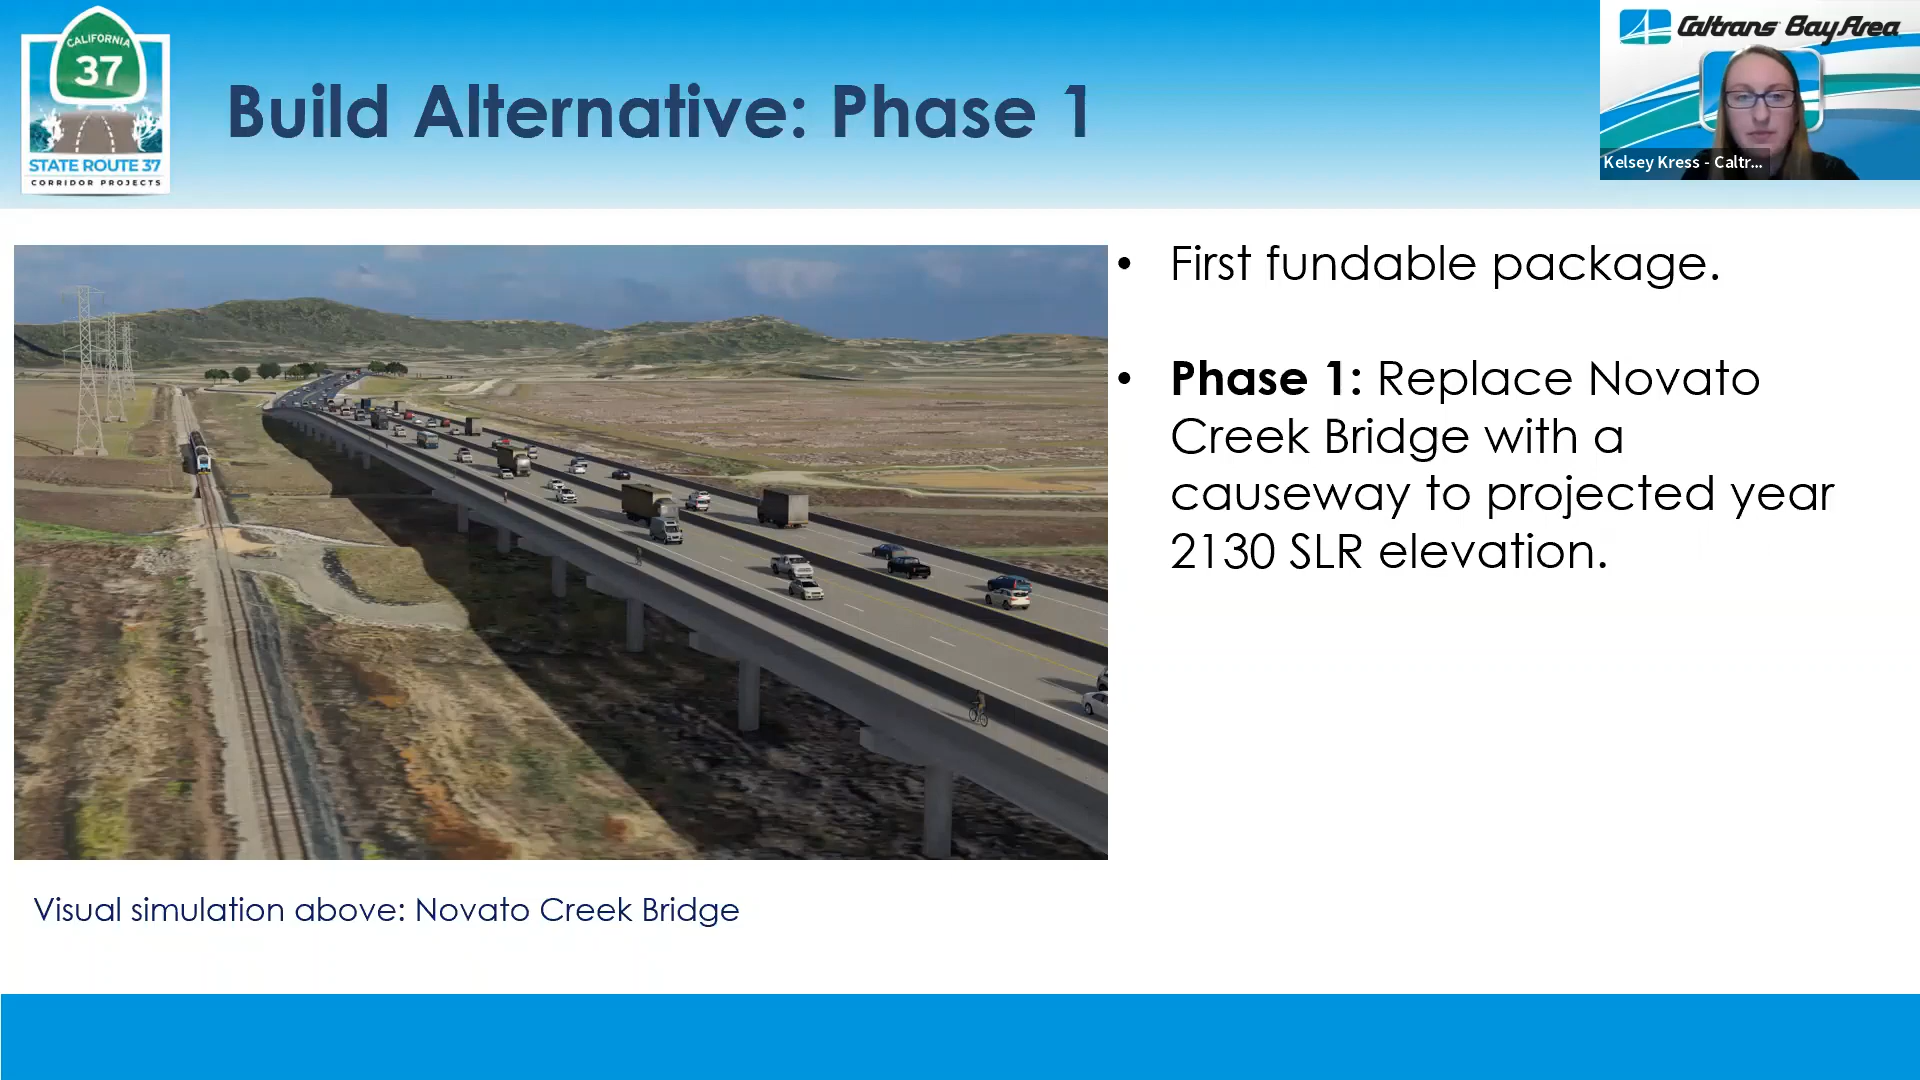 CALIFORNIA
37
STATE ROUTE 37
CORRIDOR PROJECTS
Build Alternative: Phase 1
Caltrans Bay Area
Kelsey Kress - Caltr...
• First fundable package.
• Phase 1: Replace Novato
Creek Bridge with a
causeway to projected year
2130 SLR elevation.
Visual simulation above: Novato Creek Bridge